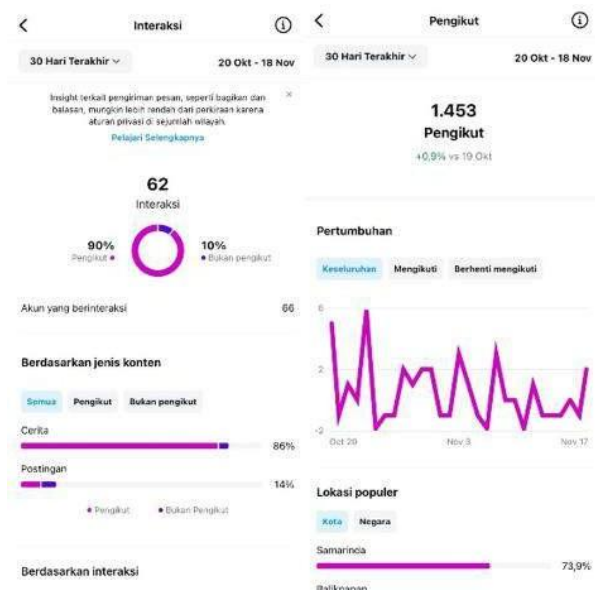 Interaksi
30 Hari Terakhir
20 Okt - 18 Nov
Insight terkait pengiriman pesan, seperti bagikan dan
balasan, mungkin lebih rendah dari perkiraan karena
aturan privasi di sejumlah wilayah.
Pelajari Selengkapnya
62
Interaksi
90%
Pengikut
10%
Bukan pengikut
Akun yang berinteraksi
66
Berdasarkan jenis konten
Semua
Pengikut
Bukan pengikut
Cerita
86%
Postingan
14%
Pengikut
Bukan Pengikut
Berdasarkan interaksi
Pengikut
30 Hari Terakhir
20 Okt - 18 Nov
1.453
Pengikut
+0,9% vs 19 Okt
Pertumbuhan
Keseluruhan
Mengikuti
Berhenti mengikuti
6
2
-2
Oct 20
Nov 3
Nov 17
Lokasi populer
Kota
Negara
Samarinda
73,9%
Balikpapan